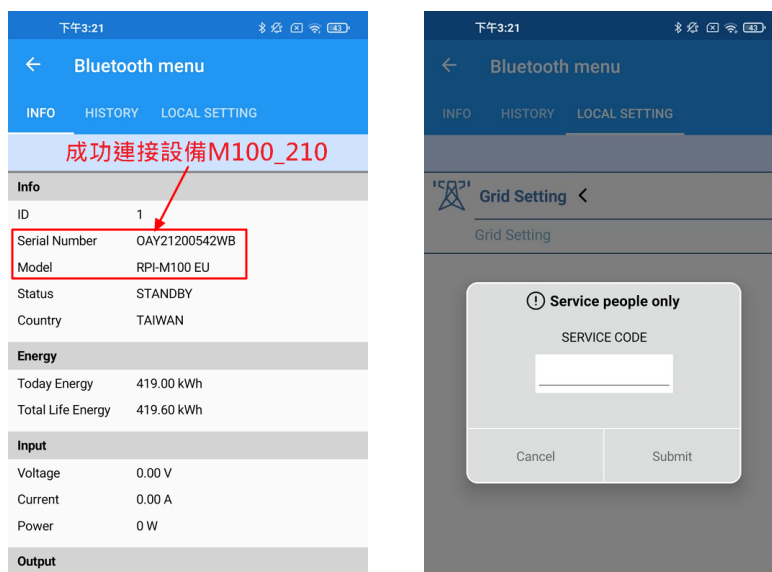 下午3:21
43
Bluetooth menu
INFO HISTORY LOCAL SETTING
成功連接設備M100_210
Info
ID 1
Serial Number OAY21200542WB
Model RPI-M100 EU
Status STANDBY
Country TAIWAN
Energy
Today Energy 419.00 kWh
Total Life Energy 419.60 kWh
Input
Voltage 0.00 V
Current 0.00 A
Power 0 W
Output
下午3:21
43
Bluetooth menu
INFO HISTORY LOCAL SETTING
Grid Setting
Grid Setting
Service people only
SERVICE CODE
Cancel Submit